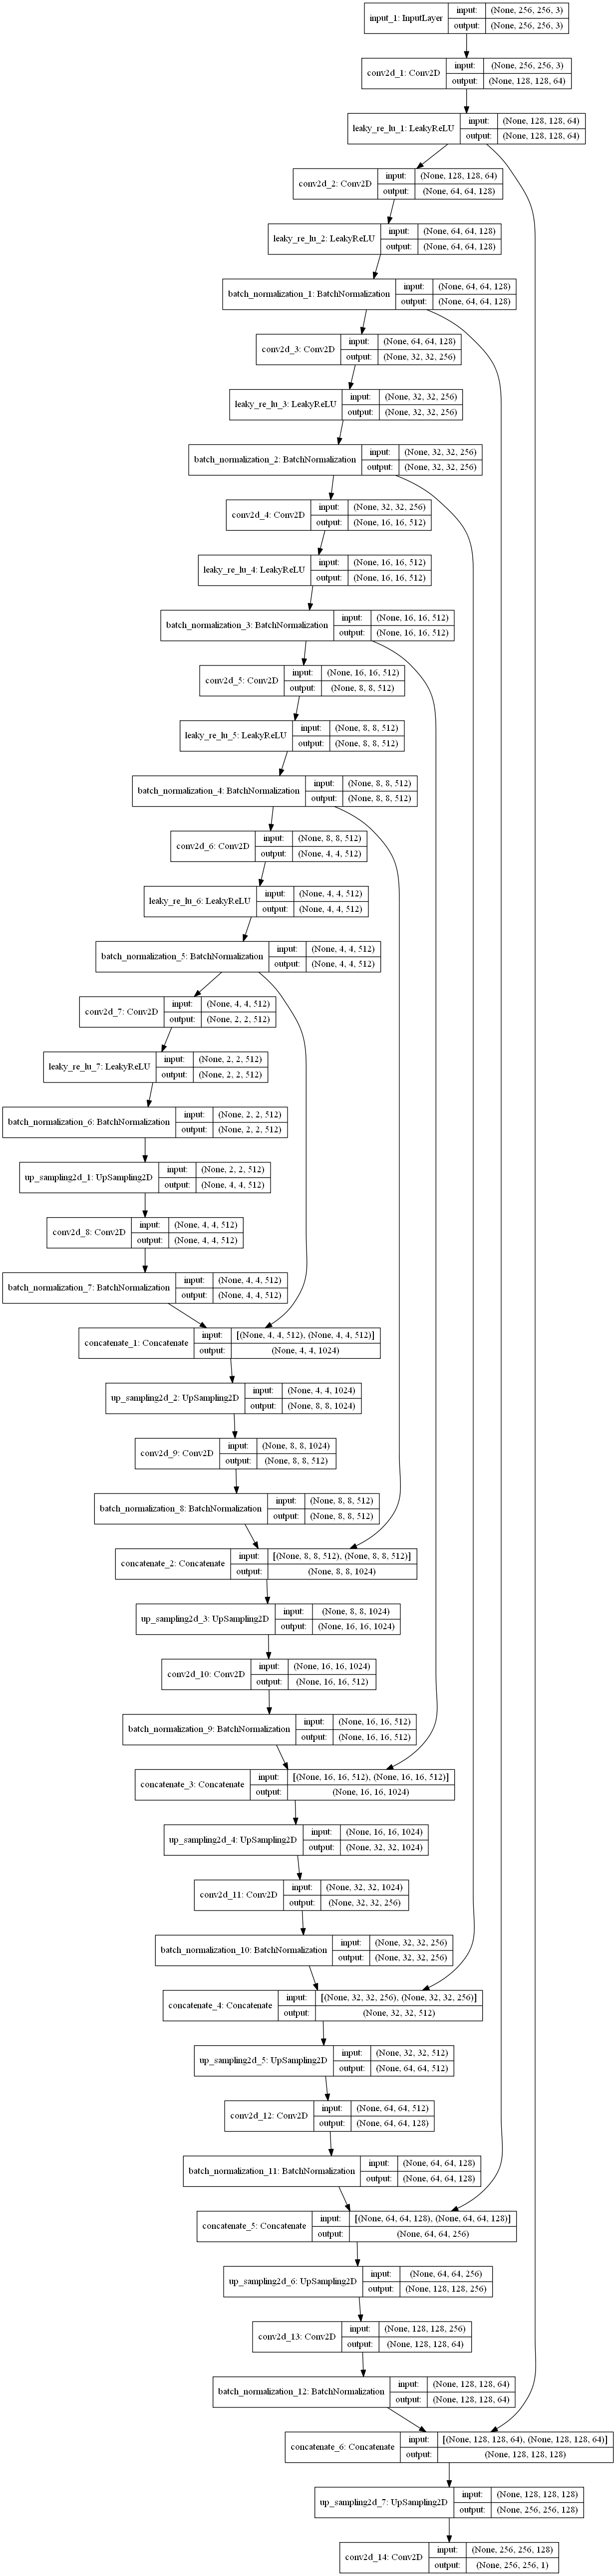 input_1: InputLayer
input: (None, 256, 256, 3)
output: (None, 256, 256, 3)
conv2d_1: Conv2D
input: (None, 256, 256, 3)
output: (None, 128, 128, 64)
leaky_re_lu_1: LeakyReLU
input: (None, 128, 128, 64)
output: (None, 128, 128, 64)
conv2d_2: Conv2D
input: (None, 128, 128, 64)
output: (None, 64, 64, 128)
leaky_re_lu_2: LeakyReLU
input: (None, 64, 64, 128)
output: (None, 64, 64, 128)
batch_normalization_1: BatchNormalization
input: (None, 64, 64, 128)
output: (None, 64, 64, 128)
conv2d_3: Conv2D
input: (None, 64, 64, 128)
output: (None, 32, 32, 256)
leaky_re_lu_3: LeakyReLU
input: (None, 32, 32, 256)
output: (None, 32, 32, 256)
batch_normalization_2: BatchNormalization
input: (None, 32, 32, 256)
output: (None, 32, 32, 256)
conv2d_4: Conv2D
input: (None, 32, 32, 256)
output: (None, 16, 16, 512)
leaky_re_lu_4: LeakyReLU
input: (None, 16, 16, 512)
output: (None, 16, 16, 512)
batch_normalization_3: BatchNormalization
input: (None, 16, 16, 512)
output: (None, 16, 16, 512)
conv2d_5: Conv2D
input: (None, 16, 16, 512)
output: (None, 8, 8, 512)
leaky_re_lu_5: LeakyReLU
input: (None, 8, 8, 512)
output: (None, 8, 8, 512)
batch_normalization_4: BatchNormalization
input: (None, 8, 8, 512)
output: (None, 8, 8, 512)
conv2d_6: Conv2D
input: (None, 8, 8, 512)
output: (None, 4, 4, 512)
leaky_re_lu_6: LeakyReLU
input: (None, 4, 4, 512)
output: (None, 4, 4, 512)
batch_normalization_5: BatchNormalization
input: (None, 4, 4, 512)
output: (None, 4, 4, 512)
conv2d_7: Conv2D
input: (None, 4, 4, 512)
output: (None, 2, 2, 512)
leaky_re_lu_7: LeakyReLU
input: (None, 2, 2, 512)
output: (None, 2, 2, 512)
batch_normalization_6: BatchNormalization
input: (None, 2, 2, 512)
output: (None, 2, 2, 512)
up_sampling2d_1: UpSampling2D
input: (None, 2, 2, 512)
output: (None, 4, 4, 512)
conv2d_8: Conv2D
input: (None, 4, 4, 512)
output: (None, 4, 4, 512)
batch_normalization_7: BatchNormalization
input: (None, 4, 4, 512)
output: (None, 4, 4, 512)
concatenate_1: Concatenate
input: [(None, 4, 4, 512), (None, 4, 4, 512)]
output: (None, 4, 4, 1024)
up_sampling2d_2: UpSampling2D
input: (None, 4, 4, 1024)
output: (None, 8, 8, 1024)
conv2d_9: Conv2D
input: (None, 8, 8, 1024)
output: (None, 8, 8, 512)
batch_normalization_8: BatchNormalization
input: (None, 8, 8, 512)
output: (None, 8, 8, 512)
concatenate_2: Concatenate
input: [(None, 8, 8, 512), (None, 8, 8, 512)]
output: (None, 8, 8, 1024)
up_sampling2d_3: UpSampling2D
input: (None, 8, 8, 1024)
output: (None, 16, 16, 1024)
conv2d_10: Conv2D
input: (None, 16, 16, 1024)
output: (None, 16, 16, 512)
batch_normalization_9: BatchNormalization
input: (None, 16, 16, 512)
output: (None, 16, 16, 512)
concatenate_3: Concatenate
input: [(None, 16, 16, 512), (None, 16, 16, 512)]
output: (None, 16, 16, 1024)
up_sampling2d_4: UpSampling2D
input: (None, 16, 16, 1024)
output: (None, 32, 32, 1024)
conv2d_11: Conv2D
input: (None, 32, 32, 1024)
output: (None, 32, 32, 256)
batch_normalization_10: BatchNormalization
input: (None, 32, 32, 256)
output: (None, 32, 32, 256)
concatenate_4: Concatenate
input: [(None, 32, 32, 256), (None, 32, 32, 256)]
output: (None, 32, 32, 512)
up_sampling2d_5: UpSampling2D
input: (None, 32, 32, 512)
output: (None, 64, 64, 512)
conv2d_12: Conv2D
input: (None, 64, 64, 512)
output: (None, 64, 64, 128)
batch_normalization_11: BatchNormalization
input: (None, 64, 64, 128)
output: (None, 64, 64, 128)
concatenate_5: Concatenate
input: [(None, 64, 64, 128), (None, 64, 64, 128)]
output: (None, 64, 64, 256)
up_sampling2d_6: UpSampling2D
input: (None, 64, 64, 256)
output: (None, 128, 128, 256)
conv2d_13: Conv2D
input: (None, 128, 128, 256)
output: (None, 128, 128, 64)
batch_normalization_12: BatchNormalization
input: (None, 128, 128, 64)
output: (None, 128, 128, 64)
concatenate_6: Concatenate
input: [(None, 128, 128, 64), (None, 128, 128, 64)]
output: (None, 128, 128, 128)
up_sampling2d_7: UpSampling2D
input: (None, 128, 128, 128)
output: (None, 256, 256, 128)
conv2d_14: Conv2D
input: (None, 256, 256, 128)
output: (None, 256, 256, 1)